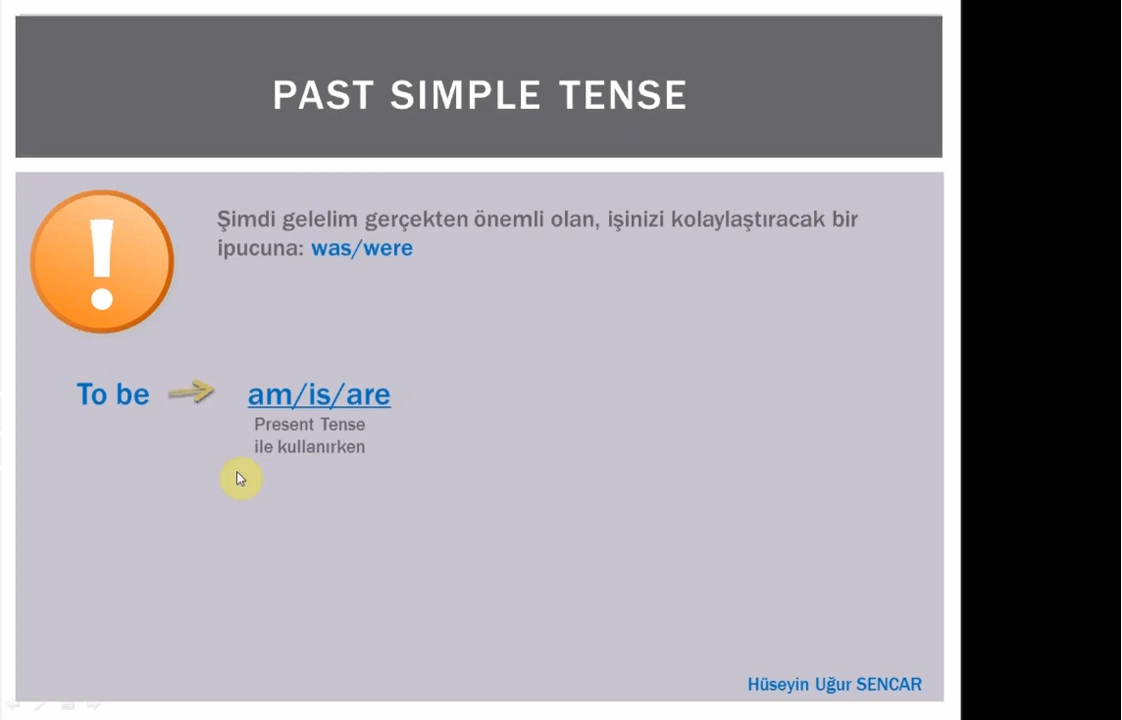 PAST SIMPLE TENSE
Şimdi gelelim gerçekten önemli olan, işinizi kolaylaştıracak bir
ipucuna: was/were
To be am/is/are
Present Tense
ile kullanırken
Hüseyin Uğur SENCAR